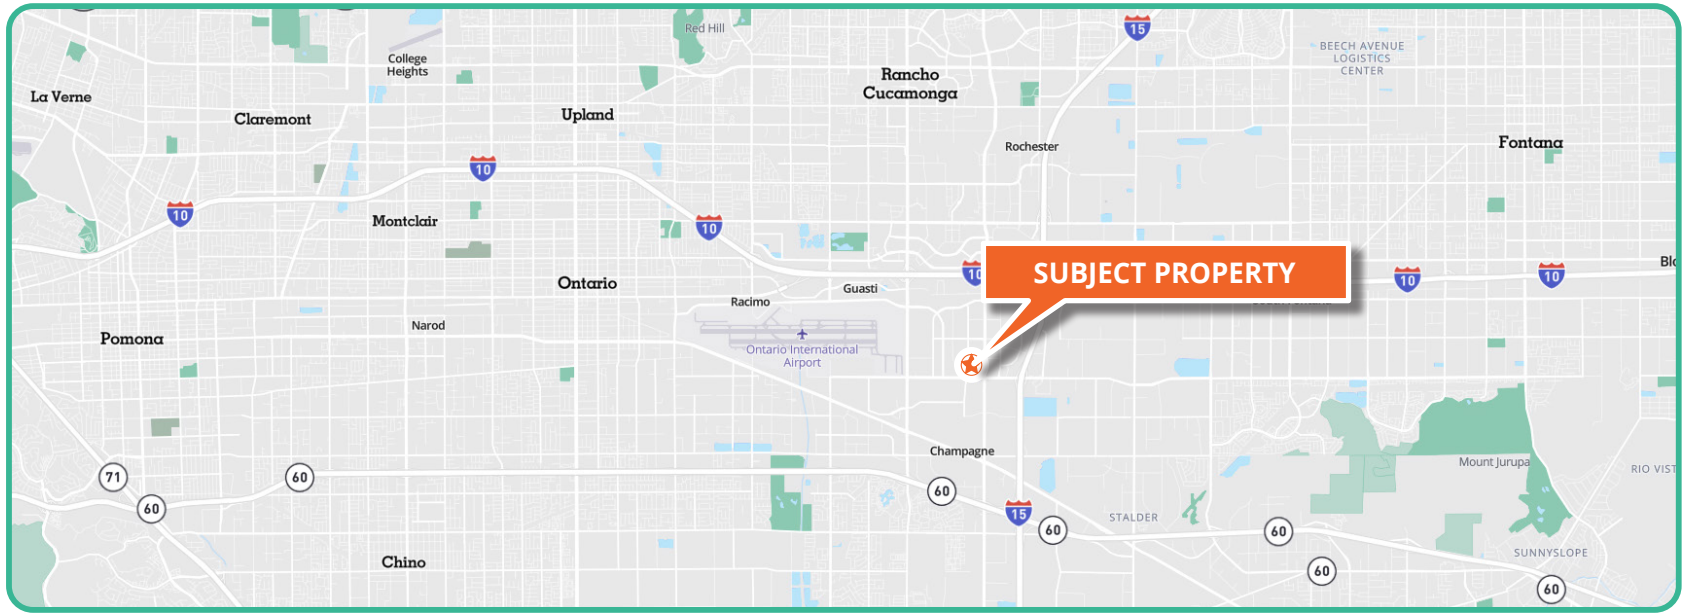 15
Red Hill
BEECH AVENUE
LOGISTICS
CENTER
College
Heights
Rancho
Cucamonga
La Verne
Claremont
Upland
Rochester
Fontana
10
10
Montclair
10
SUBJECT PROPERTY
10
10
10
Ontario
Guasti
Racimo
Narod
Pomona
Ontario International
Airport
Champagne
Mount Jurupa
71
60
60
60
15
60
STALDER
60
SUNNYSLOPE
Chino
60
60